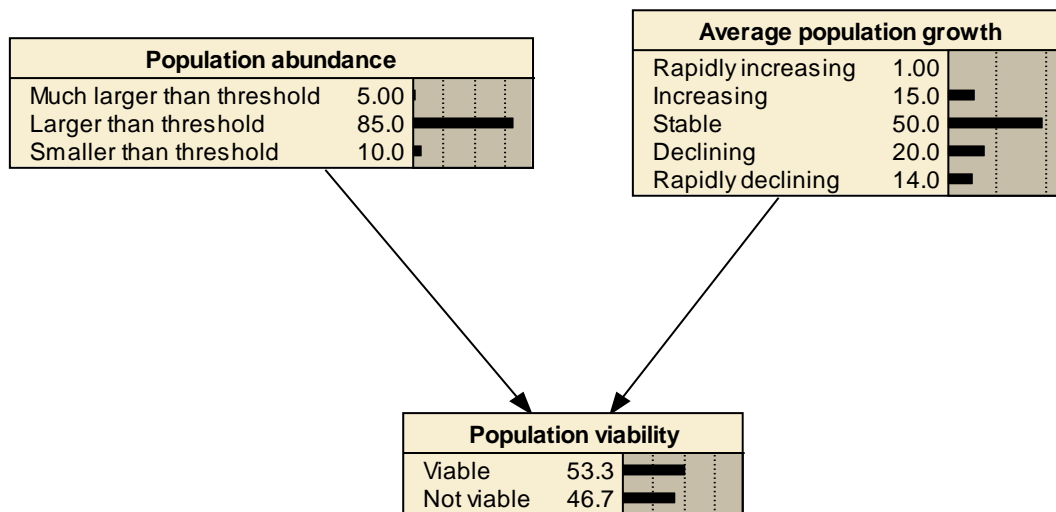 Population abundance
Much larger than threshold 5.00
Larger than threshold 85.0
Smaller than threshold 10.0
Average population growth
Rapidly increasing 1.00
Increasing 15.0
Stable 50.0
Declining 20.0
Rapidly declining 14.0
Population viability
Viable 53.3
Not viable 46.7